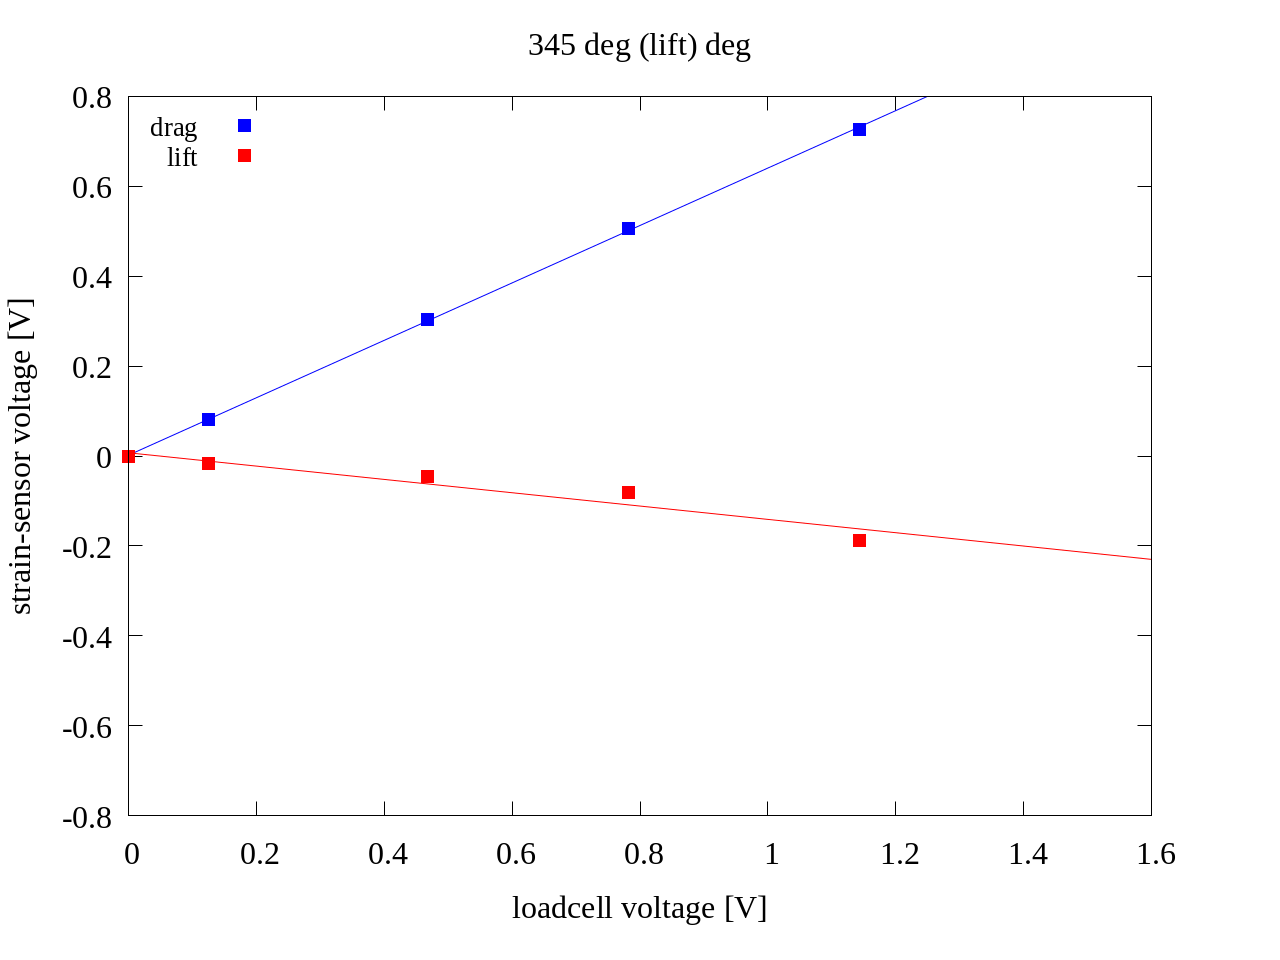 345 deg (lift) deg
drag
lift
0.8
0.6
0.4
0.2
0
-0.2
-0.4
-0.6
-0.8
strain-sensor voltage [V]
0 0.2 0.4 0.6 0.8 1 1.2 1.4 1.6
loadcell voltage [V]